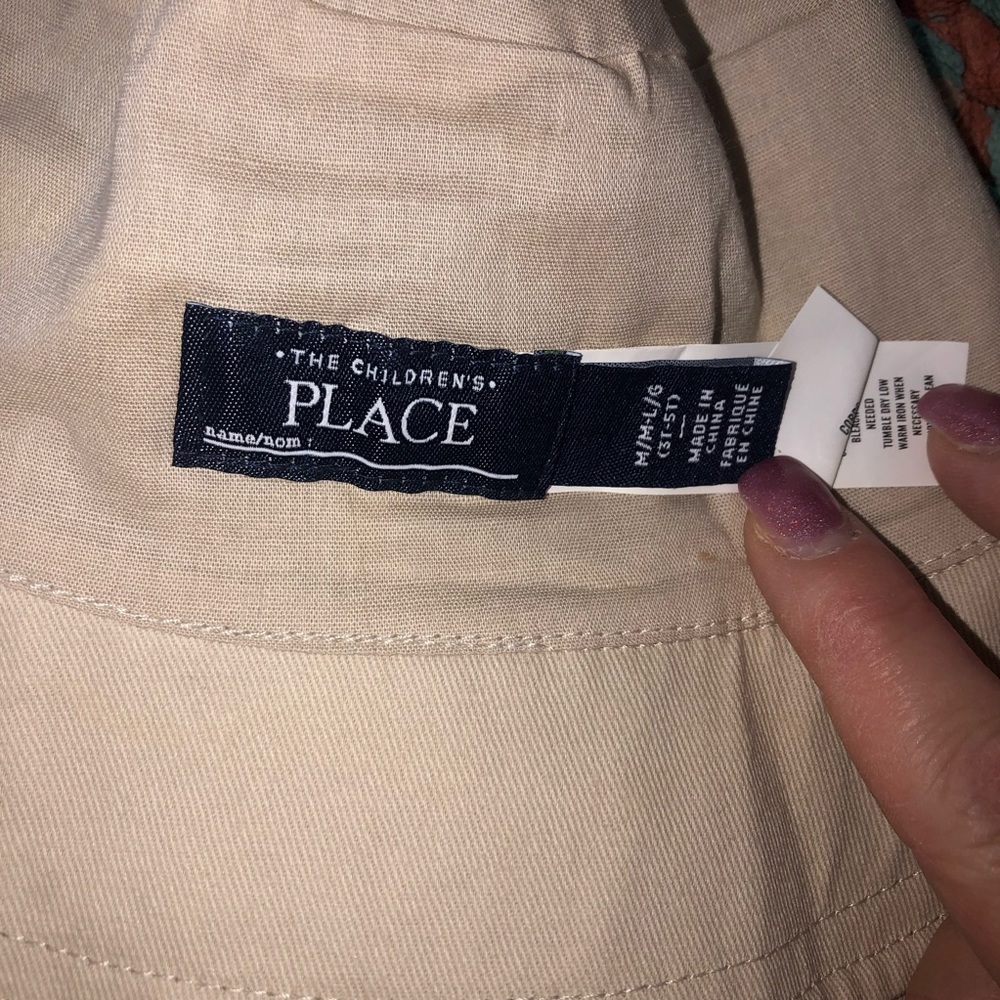 •THE CHILDREN'S•
PLACE
name/nom:
M/M-L/G
(3T-5T)
—
MADE IN
CHINA
FABRIQUÉ
EN CHINE
NEEDED
TUMBLE DRY LOW
WARM IRON WHEN
NECESSARY